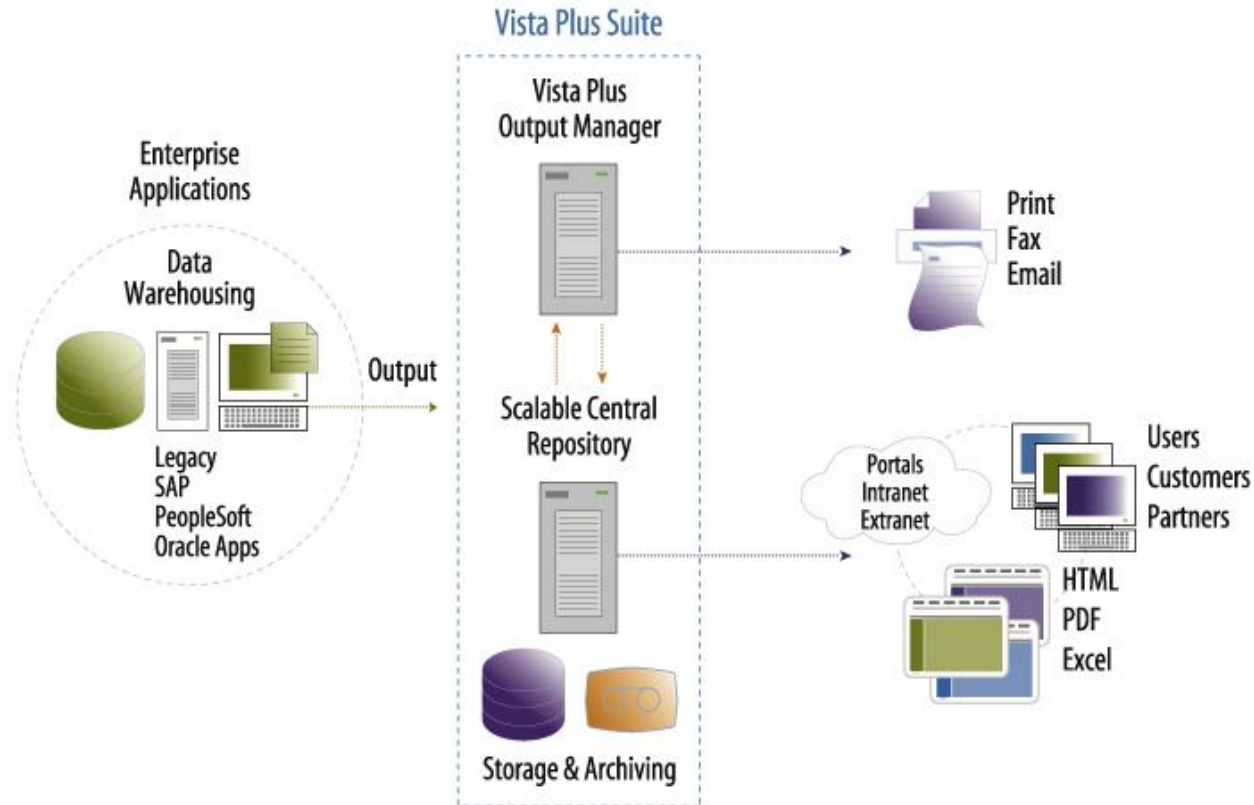 Vista Plus Suite
Vista Plus
Output Manager
Enterprise
Applications
Data
Warehousing
Legacy
SAP
PeopleSoft
Oracle Apps
Output
Scalable Central
Repository
Storage & Archiving
Print
Fax
Email
Portals
Intranet
Extranet
Users
Customers
Partners
HTML
PDF
Excel